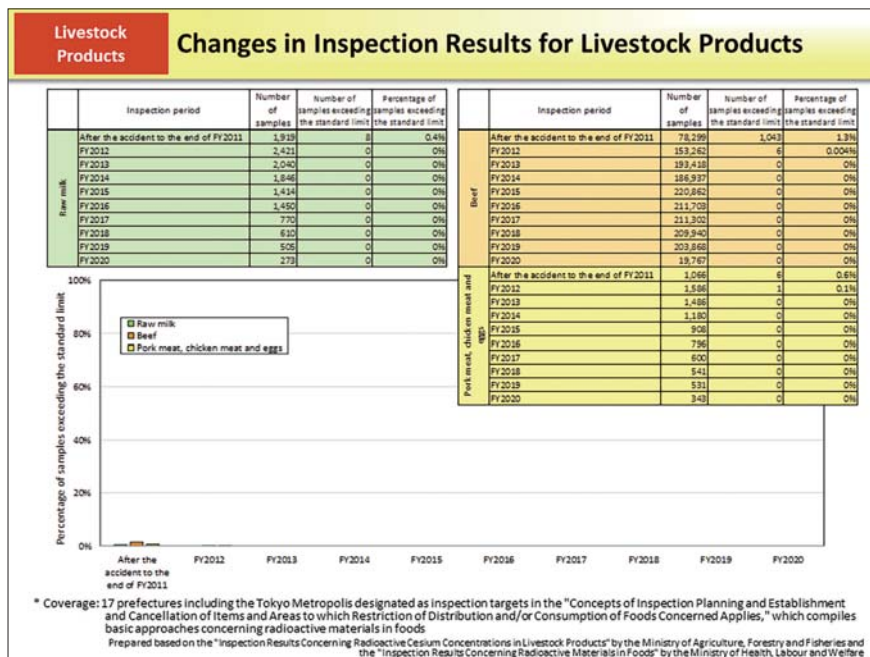 Livestock
Products
Changes in Inspection Results for Livestock Products
Raw milk
Inspection period
Number
of
samples
Number of
samples exceeding
the standard limit
Percentage of
samples exceeding
the standard limit
After the accident to the end of FY2011 1,919 8 0.4%
FY2012 2,421 0 0%
FY2013 2,040 0 0%
FY2014 1,846 0 0%
FY2015 1,414 0 0%
FY2016 1,450 0 0%
FY2017 770 0 0%
FY2018 610 0 0%
FY2019 505 0 0%
FY2020 273 0 0%
Inspection period
Number
of
samples
Number of
samples exceeding
the standard limit
Percentage of
samples exceeding
the standard limit
Beef
After the accident to the end of FY2011 78,299 1,043 1.3%
FY2012 153,262 6 0.004%
FY2013 193,418 0 0%
FY2014 186,937 0 0%
FY2015 220,862 0 0%
FY2016 211,703 0 0%
FY2017 211,302 0 0%
FY2018 209,940 0 0%
FY2019 203,868 0 0%
FY2020 19,767 0 0%
Pork meat, chicken meat and
eggs
After the accident to the end of FY2011 1,066 6 0.6%
FY2012 1,586 1 0.1%
FY2013 1,486 0 0%
FY2014 1,180 0 0%
FY2015 908 0 0%
FY2016 796 0 0%
FY2017 600 0 0%
FY2018 541 0 0%
FY2019 531 0 0%
FY2020 343 0 0%
Percentage of samples exceeding the standard limit
100%
80%
60%
40%
20%
0%
Raw milk
Beef
Pork meat, chicken meat and eggs
After the
accident to the
end of FY2011
FY2012 FY2013 FY2014 FY2015 FY2016 FY2017 FY2018 FY2019 FY2020
* Coverage: 17 prefectures including the Tokyo Metropolis designated as inspection targets in the "Concepts of Inspection Planning and Establishment
and Cancellation of Items and Areas to which Restriction of Distribution and/or Consumption of Foods Concerned Applies," which compiles
basic approaches concerning radioactive materials in foods
Prepared based on the "Inspection Results Concerning Radioactive Cesium Concentrations in Livestock Products" by the Ministry of Agriculture, Forestry and Fisheries and
the "Inspection Results Concerning Radioactive Materials in Foods" by the Ministry of Health, Labour and Welfare